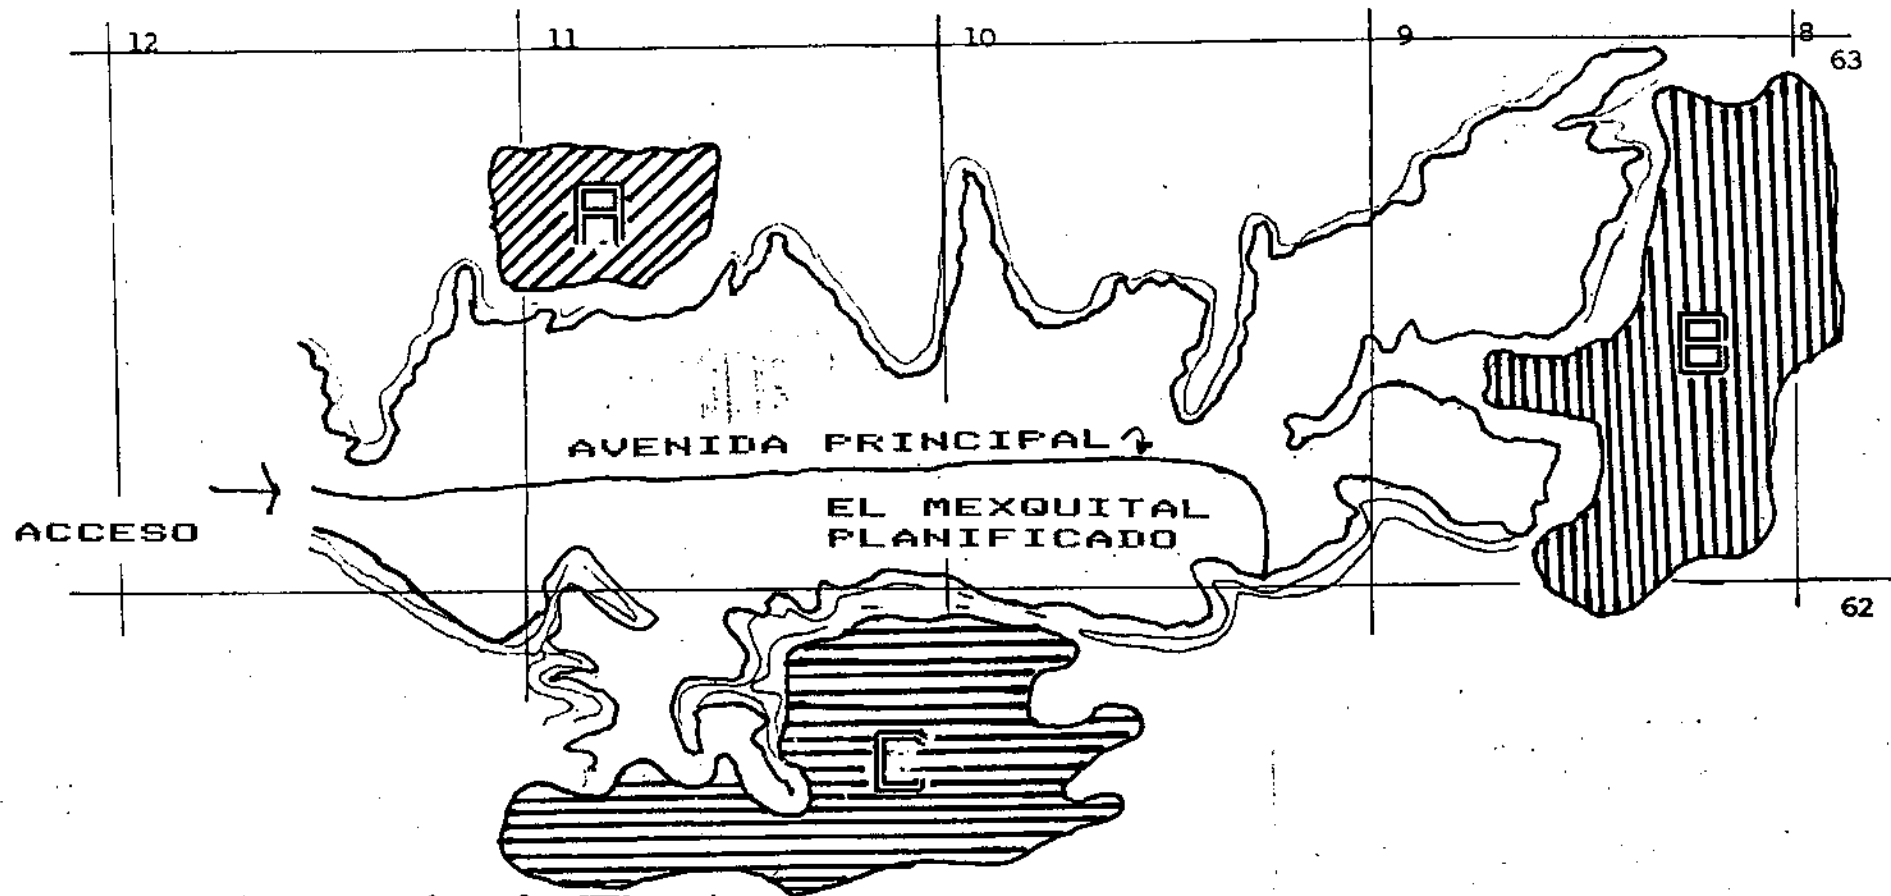 12
11
10
9
8
63
A
B
AVENIDA PRINCIPAL
EL MEXQUITAL
PLANIFICADO
ACCESO
62
C